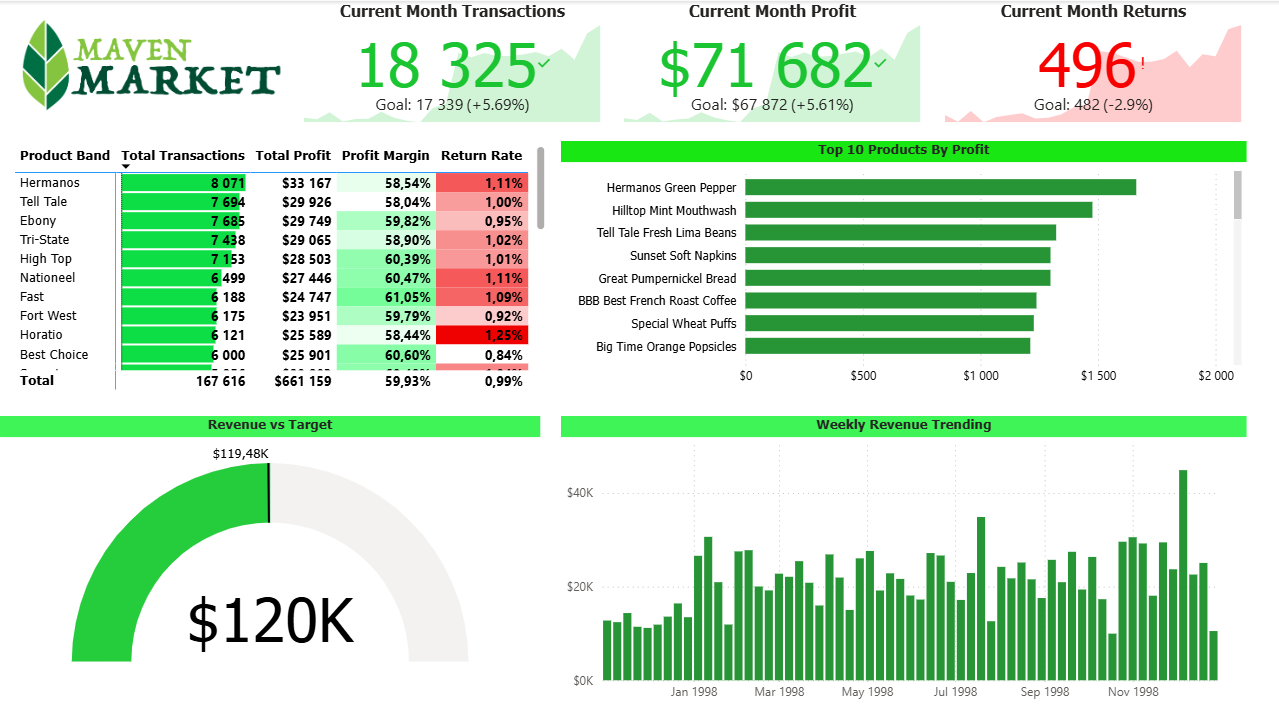 MAVEN
MARKET
Current Month Transactions
18 325
Goal: 17 339 (+5.69%)
Current Month Profit
$71 682
Goal: $67 872 (+5.61%)
Current Month Returns
496!
Goal: 482 (-2.9%)
Product Band Total Transactions Total Profit Profit Margin Return Rate
Hermanos 8 071 $33 167 58,54% 1,11%
Tell Tale 7 694 $29 926 58,04% 1,00%
Ebony 7 685 $29 749 59,82% 0,95%
Tri-State 7 438 $29 065 58,90% 1,02%
High Top 7 153 $28 503 60,39% 1,01%
Nationeel 6 499 $27 446 60,47% 1,11%
Fast 6 188 $24 747 61,05% 1,09%
Fort West 6 175 $23 951 59,79% 0,92%
Horatio 6 121 $25 589 58,44% 1,25%
Best Choice 6 000 $25 901 60,60% 0,84%
Total 167 616 $661 159 59,93% 0,99%
Top 10 Products By Profit
Hermanos Green Pepper
Hilltop Mint Mouthwash
Tell Tale Fresh Lima Beans
Sunset Soft Napkins
Great Pumpernickel Bread
BBB Best French Roast Coffee
Special Wheat Puffs
Big Time Orange Popsicles
$0 $500 $1 000 $1 500 $2 000
Revenue vs Target
$119,48K
$120K
Weekly Revenue Trending
$40K
$20K
$0K
Jan 1998 Mar 1998 May 1998 Jul 1998 Sep 1998 Nov 1998